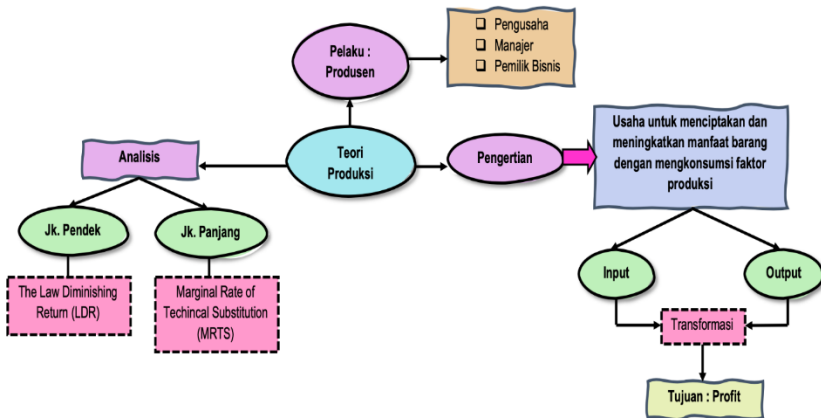 Pelaku :
Produsen
Pengusaha
Manajer
Pemilik Bisnis
Analisis
Teori
Produksi
Pengertian
Usaha untuk menciptakan dan
meningkatkan manfaat barang
dengan mengkonsumsi faktor
produksi
Jk. Pendek
Jk. Panjang
The Law Diminishing
Return (LDR)
Marginal Rate of
Techincal Substitution
(MRTS)
Input
Output
Transformasi
Tujuan : Profit